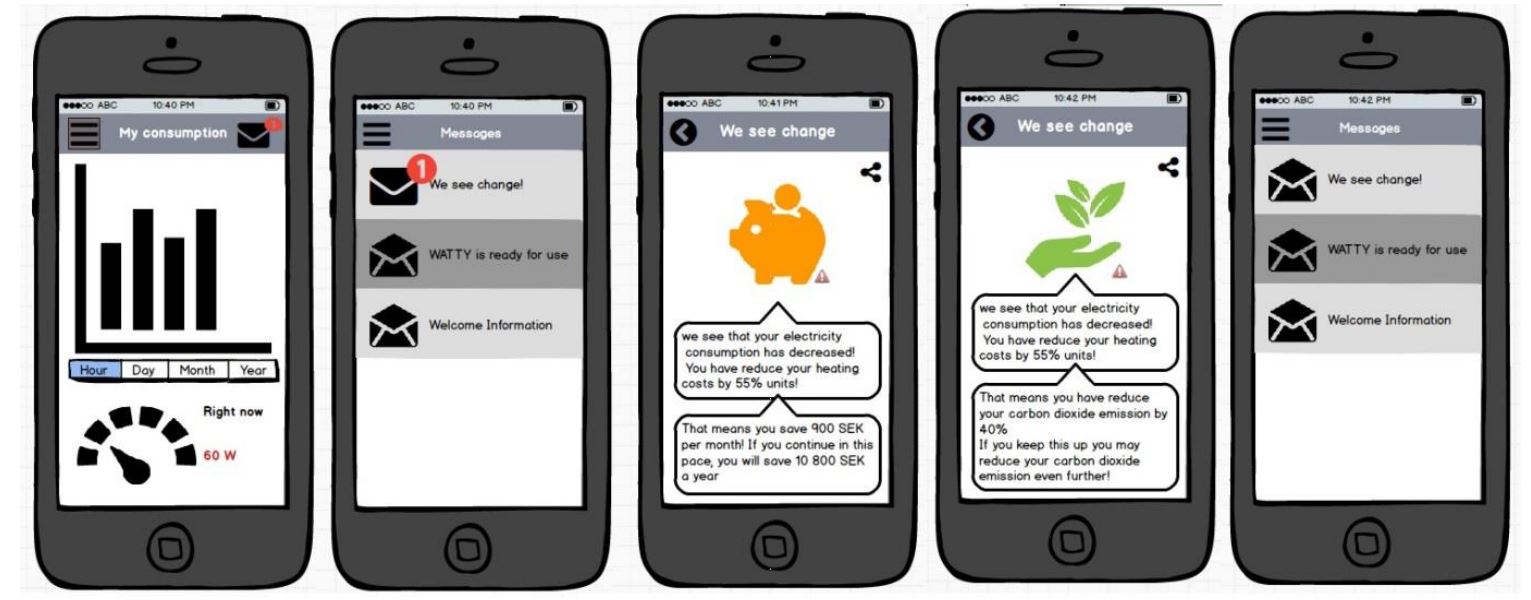 ●●●○○ ABC 10:40 PM
My consumption
1
Hour Day Month Year
Right now
60 W
●●●○○ ABC 10:40 PM
Messages
1
We see change!
WATTY is ready for use
Welcome Information
●●●○○ ABC 10:41 PM
We see change
we see that your electricity
consumption has decreased!
You have reduce your heating
costs by 55% units!
That means you save 900 SEK
per month! If you continue in this
pace, you will save 10 800 SEK
a year
●●●○○ ABC 10:42 PM
We see change
we see that your electricity
consumption has decreased!
You have reduce your heating
costs by 55% units!
That means you have reduce
your carbon dioxide emission by
40%
If you keep this up you may
reduce your carbon dioxide
emission even further!
●●●○○ ABC 10:42 PM
Messages
We see change!
WATTY is ready for use
Welcome Information